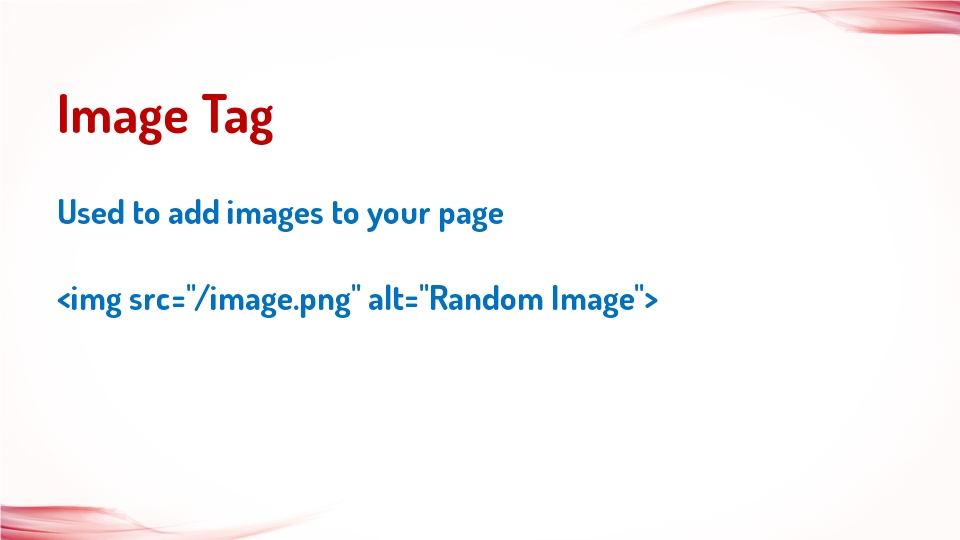 Image Tag
Used to add images to your page
<img src="/image.png" alt="Random Image">